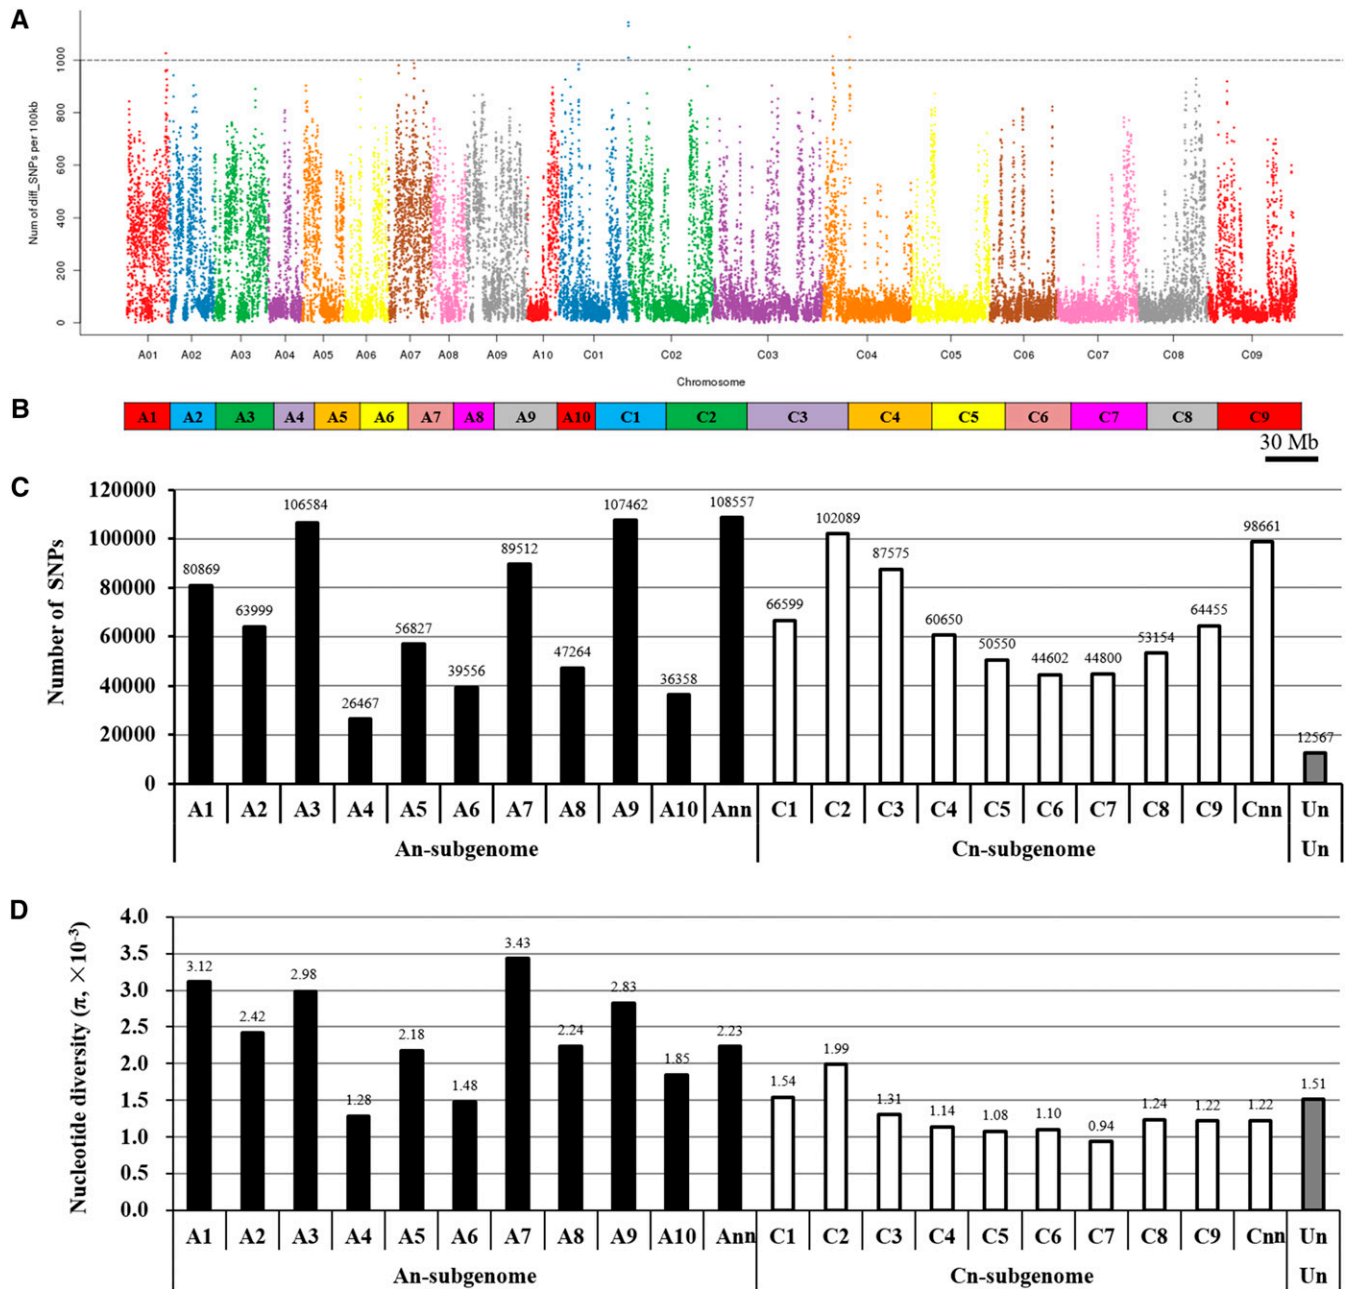 A
Num of diff_SNPs per 100kb
1000
800
600
400
200
0
A01 A02 A03 A04 A05 A06 A07 A08 A09 A10 C01 C02 C03 C04 C05 C06 C07 C08 C09
Chromosome
B
A1 A2 A3 A4 A5 A6 A7 A8 A9 A10 C1 C2 C3 C4 C5 C6 C7 C8 C9
30 Mb
C
Number of SNPs
120000
100000
80000
60000
40000
20000
0
80869 63999 106584 26467 56827 39556 89512 47264 107462 36358 108557 66599 102089 87575 60650 50550 44602 44800 53154 64455 98661 12567
A1 A2 A3 A4 A5 A6 A7 A8 A9 A10 Ann C1 C2 C3 C4 C5 C6 C7 C8 C9 Cnn Un
An-subgenome Cn-subgenome Un
D
Nucleotide diversity (π, ×10⁻³)
4.0
3.5
3.0
2.5
2.0
1.5
1.0
0.5
0.0
3.12 2.42 2.98 1.28 2.18 1.48 3.43 2.24 2.83 1.85 2.23 1.54 1.99 1.31 1.14 1.08 1.10 0.94 1.24 1.22 1.22 1.51
A1 A2 A3 A4 A5 A6 A7 A8 A9 A10 Ann C1 C2 C3 C4 C5 C6 C7 C8 C9 Cnn Un
An-subgenome Cn-subgenome Un